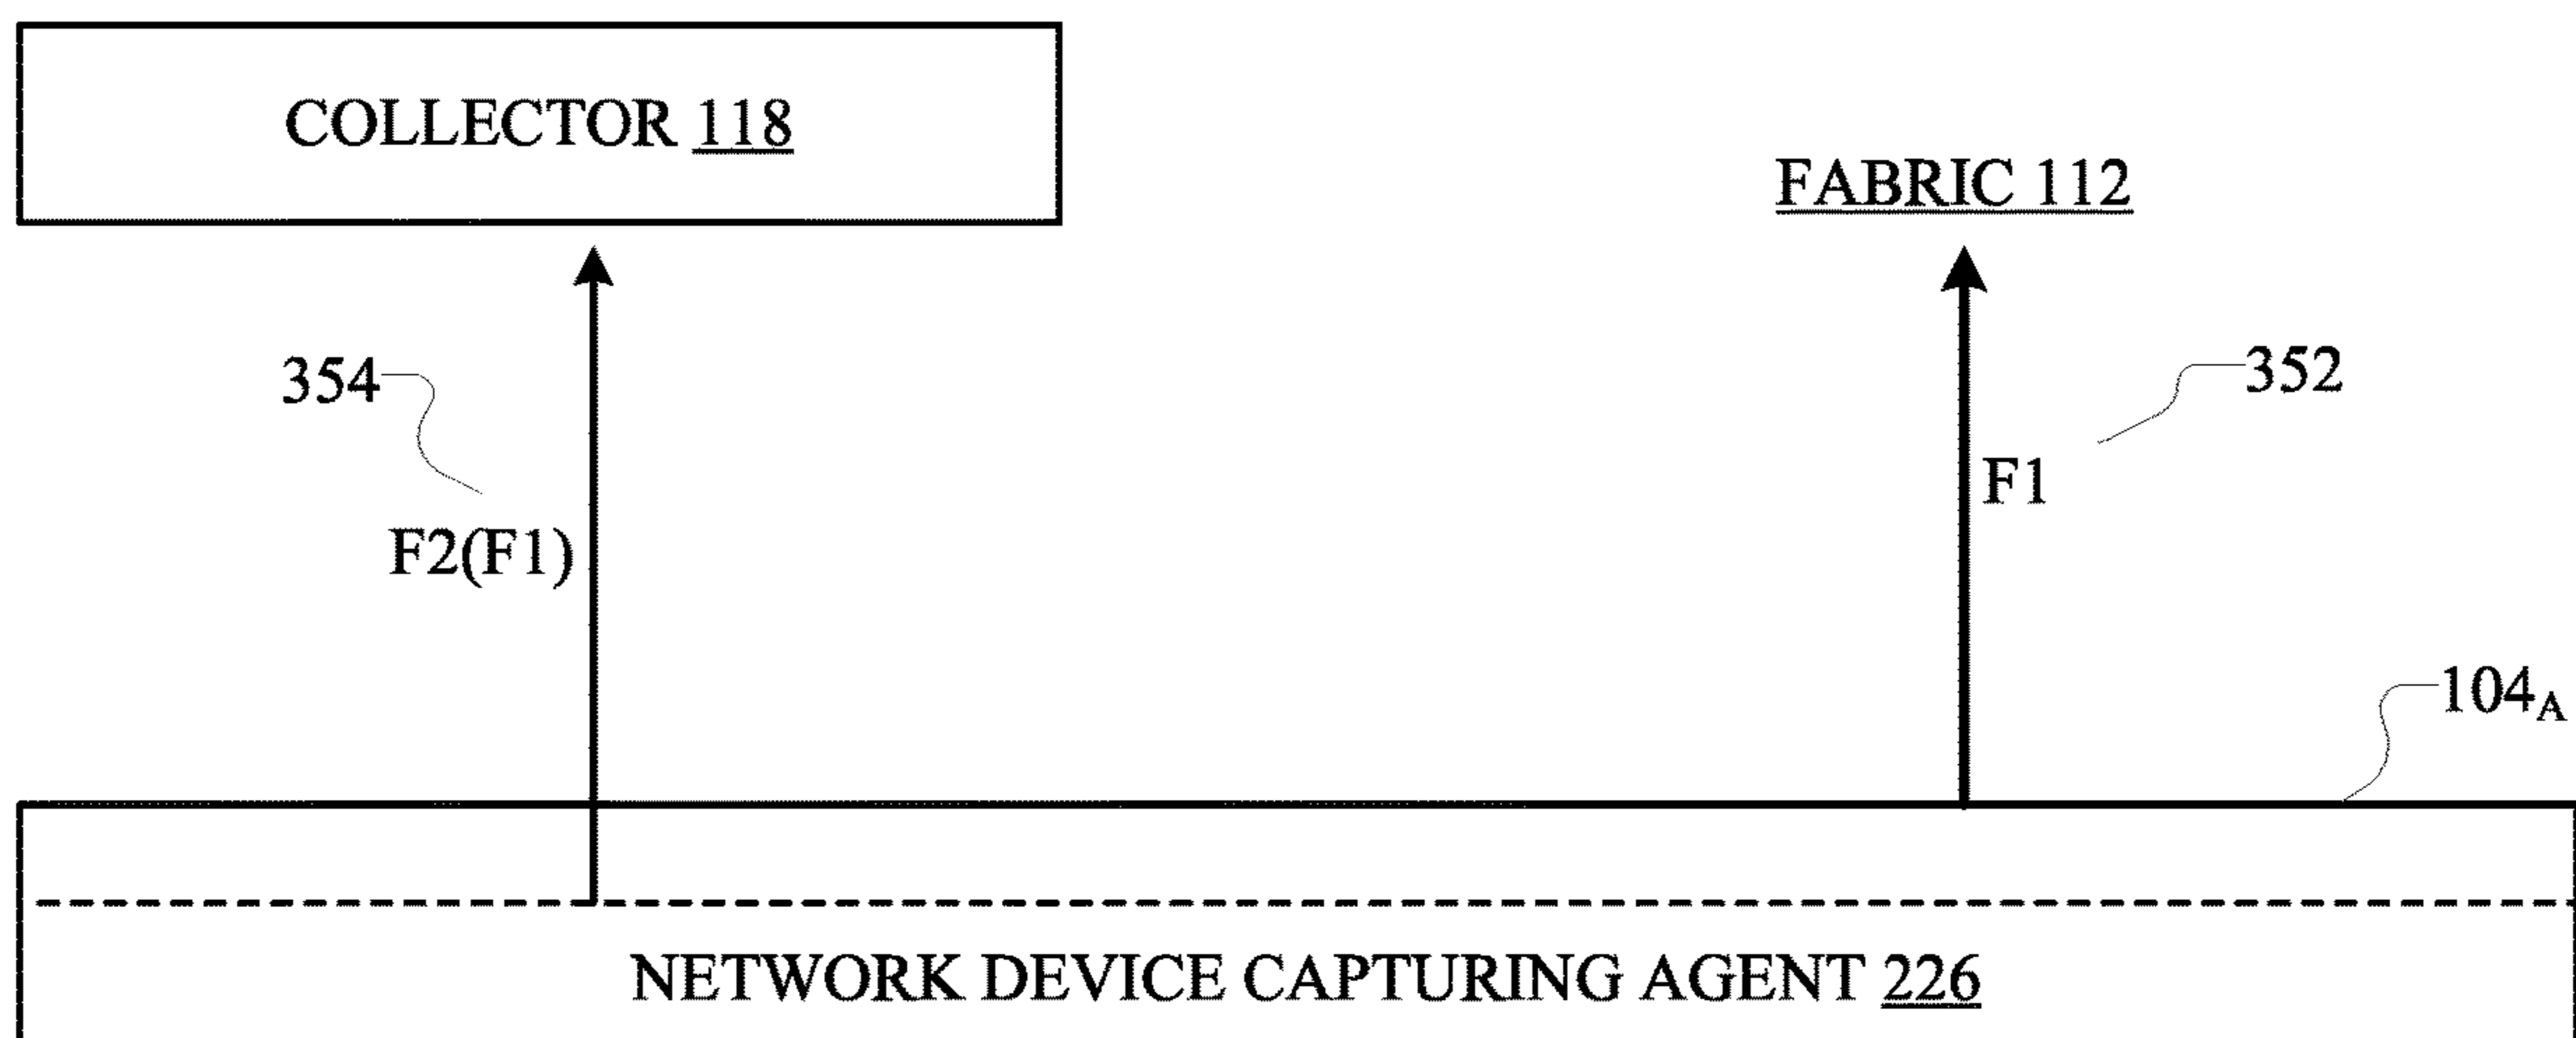 COLLECTOR 118
FABRIC 112
354
352
F1
F2(F1)
104A
NETWORK DEVICE CAPTURING AGENT 226